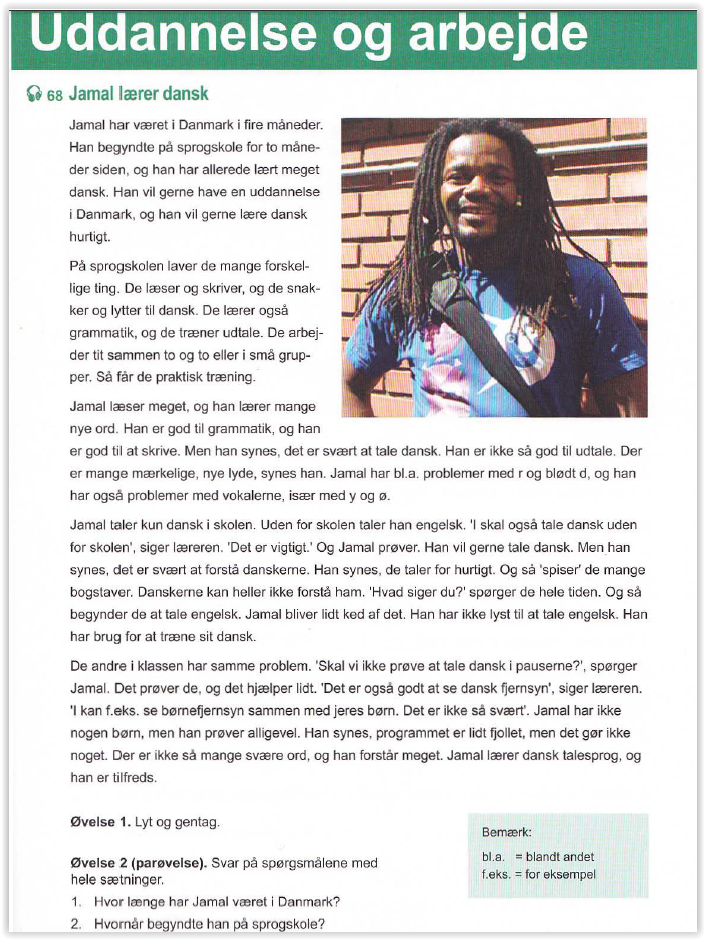 Uddannelse og arbejde
68 Jamal lærer dansk
Jamal har været i Danmark i fire måneder.
Han begyndte på sprogskole for to måne-
der siden, og han har allerede lært meget
dansk. Han vil gerne have en uddannelse
i Danmark, og han vil gerne lære dansk
hurtigt.
På sprogskolen laver de mange forskel-
lige ting. De læser og skriver, og de snak-
ker og lytter til dansk. De lærer også
grammatik, og de træner udtale. De arbej-
der tit sammen to og to eller i små grup-
per. Så får de praktisk træning.
Jamal læser meget, og han lærer mange
nye ord. Han er god til grammatik, og han
er god til at skrive. Men han synes, det er svært at tale dansk. Han er ikke så god til udtale. Der
er mange mærkelige, nye lyde, synes han. Jamal har bl.a. problemer med r og blødt d, og han
har også problemer med vokalerne, især med y og ø.
Jamal taler kun dansk i skolen. Uden for skolen taler han engelsk. 'I skal også tale dansk uden
for skolen', siger læreren. 'Det er vigtigt.' Og Jamal prøver. Han vil gerne tale dansk. Men han
synes, det er svært at forstå danskerne. Han synes, de taler for hurtigt. Og så 'spiser' de mange
bogstaver. Danskerne kan heller ikke forstå ham. 'Hvad siger du?' spørger de hele tiden. Og så
begynder de at tale engelsk. Jamal bliver lidt ked af det. Han har ikke lyst til at tale engelsk. Han
har brug for at træne sit dansk.
De andre i klassen har samme problem. 'Skal vi ikke prøve at tale dansk i pauserne?', spørger
Jamal. Det prøver de, og det hjælper lidt. 'Det er også godt at se dansk fjernsyn', siger læreren.
'I kan f.eks. se børnefjernsyn sammen med jeres børn. Det er ikke så svært'. Jamal har ikke
nogen børn, men han prøver alligevel. Han synes, programmet er lidt fjollet, men det gør ikke
noget. Der er ikke så mange svære ord, og han forstår meget. Jamal lærer dansk talesprog, og
han er tilfreds.
Øvelse 1. Lyt og gentag.
Øvelse 2 (parøvelse). Svar på spørgsmålene med
hele sætninger.
1. Hvor længe har Jamal været i Danmark?
2. Hvornår begyndte han på sprogskole?
Bemærk:
bl.a. = blandt andet
f.eks. = for eksempel